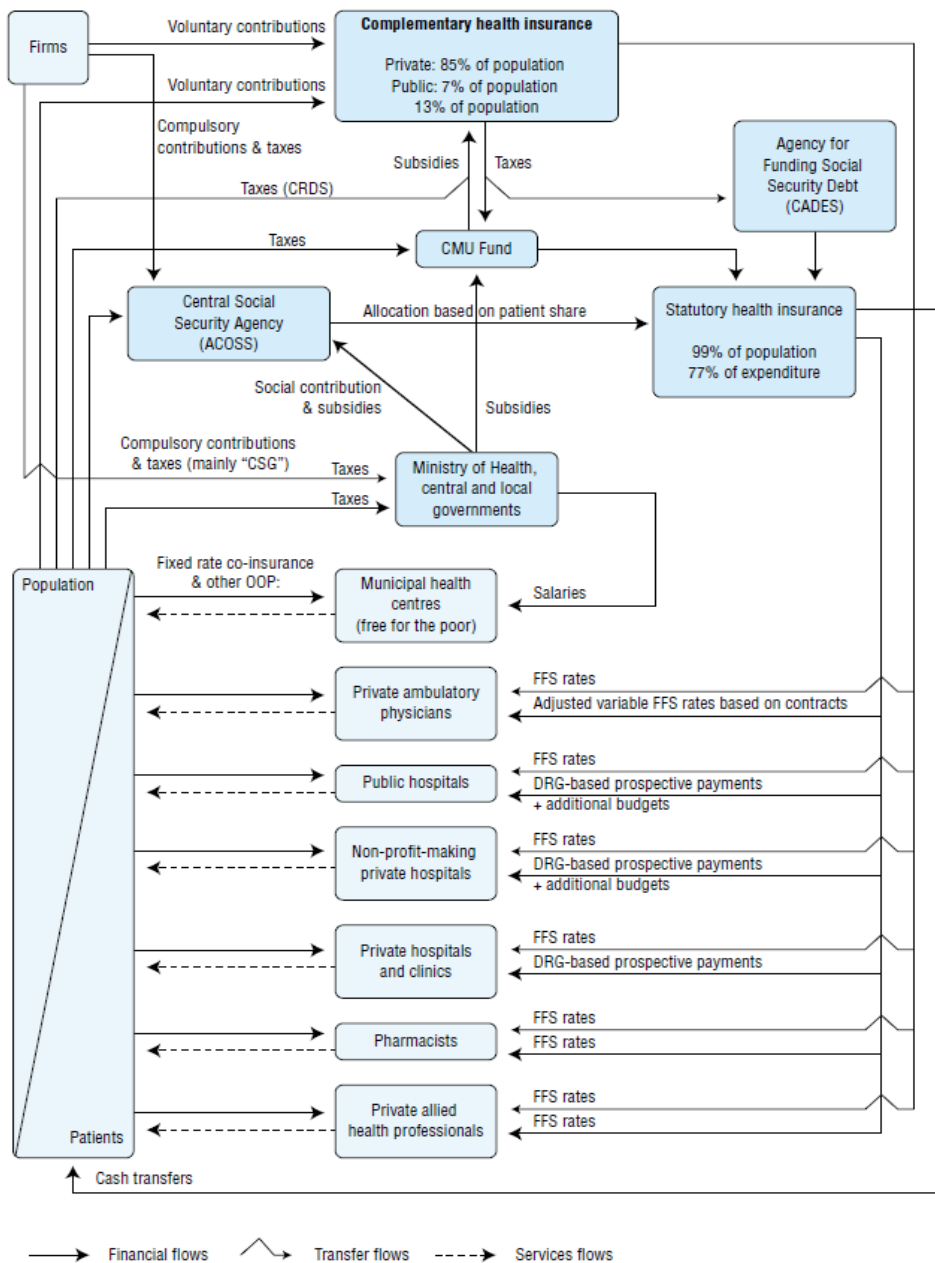 Firms
Voluntary contributions
Complementary health insurance
Private: 85% of population
Public: 7% of population
13% of population
Voluntary contributions
Compulsory
contributions & taxes
Subsidies
Taxes
Agency for
Funding Social
Security Debt
(CADES)
Taxes (CRDS)
Taxes
CMU Fund
Central Social
Security Agency
(ACOSS)
Allocation based on patient share
Statutory health insurance
99% of population
77% of expenditure
Social contribution
& subsidies
Subsidies
Compulsory contributions
& taxes (mainly “CSG”)
Taxes
Taxes
Ministry of Health,
central and local
governments
Population
Fixed rate co-insurance
& other OOP:
Municipal health
centres
(free for the poor)
Salaries
Private ambulatory
physicians
FFS rates
Adjusted variable FFS rates based on contracts
Public hospitals
FFS rates
DRG-based prospective payments
+ additional budgets
Non-profit-making
private hospitals
FFS rates
DRG-based prospective payments
+ additional budgets
Private hospitals
and clinics
FFS rates
DRG-based prospective payments
Pharmacists
FFS rates
FFS rates
Private allied
health professionals
FFS rates
FFS rates
Patients
Cash transfers
Financial flows
Transfer flows
Services flows